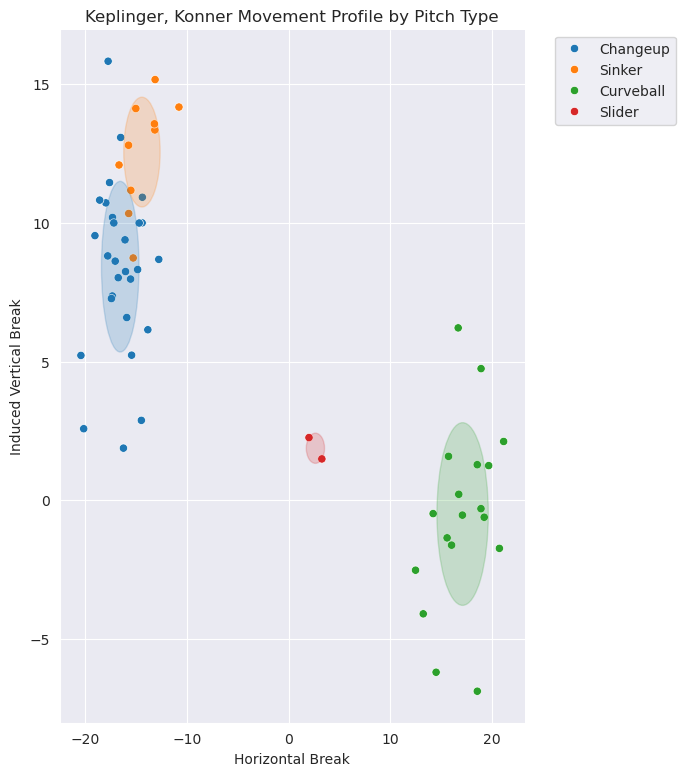 Keplinger, Konner Movement Profile by Pitch Type
Changeup
Sinker
Curveball
Slider
15
10
5
0
−5
Induced Vertical Break
−20
−10
0
10
20
Horizontal Break